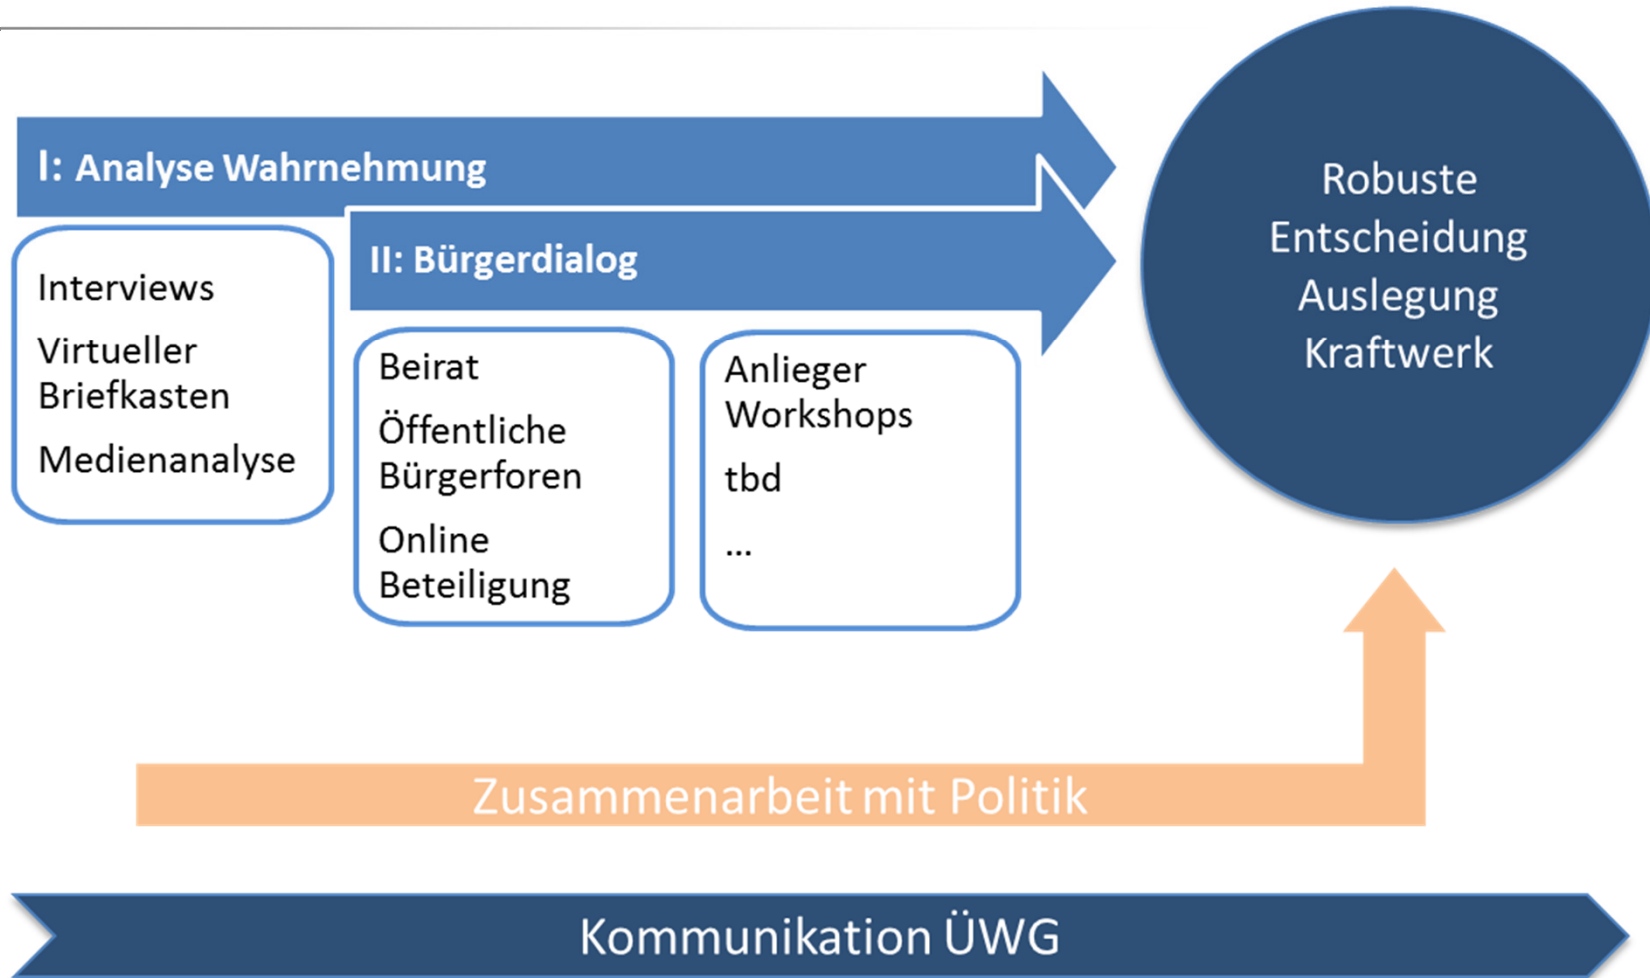 I: Analyse Wahrnehmung
Interviews
Virtueller
Briefkasten
Medienanalyse
II: Bürgerdialog
Beirat
Öffentliche
Bürgerforen
Online
Beteiligung
Anlieger
Workshops
tbd
...
Robuste
Entscheidung
Auslegung
Kraftwerk
Zusammenarbeit mit Politik
Kommunikation ÜWG